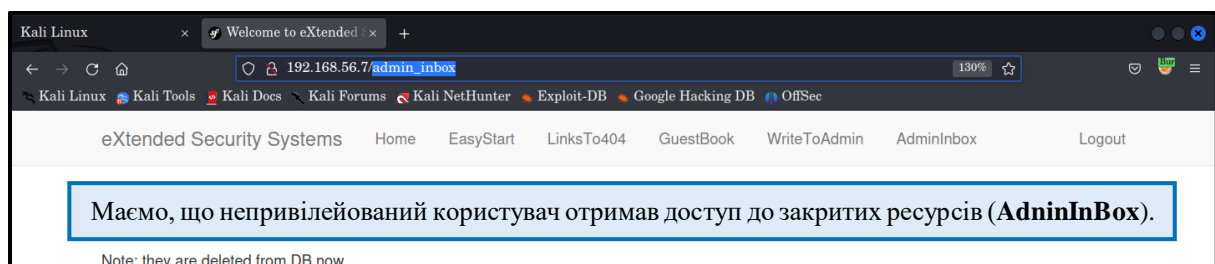 Kali Linux × Welcome to eXtended S × +
192.168.56.7/admin_inbox 130%
Kali Linux Kali Tools Kali Docs Kali Forums Kali NetHunter Exploit-DB Google Hacking DB OffSec
eXtended Security Systems Home EasyStart LinksTo404 GuestBook WriteToAdmin AdminInbox Logout
Маємо, що непривілейований користувач отримав доступ до закритих ресурсів (AdninInBox).
Note: they are deleted from DB now